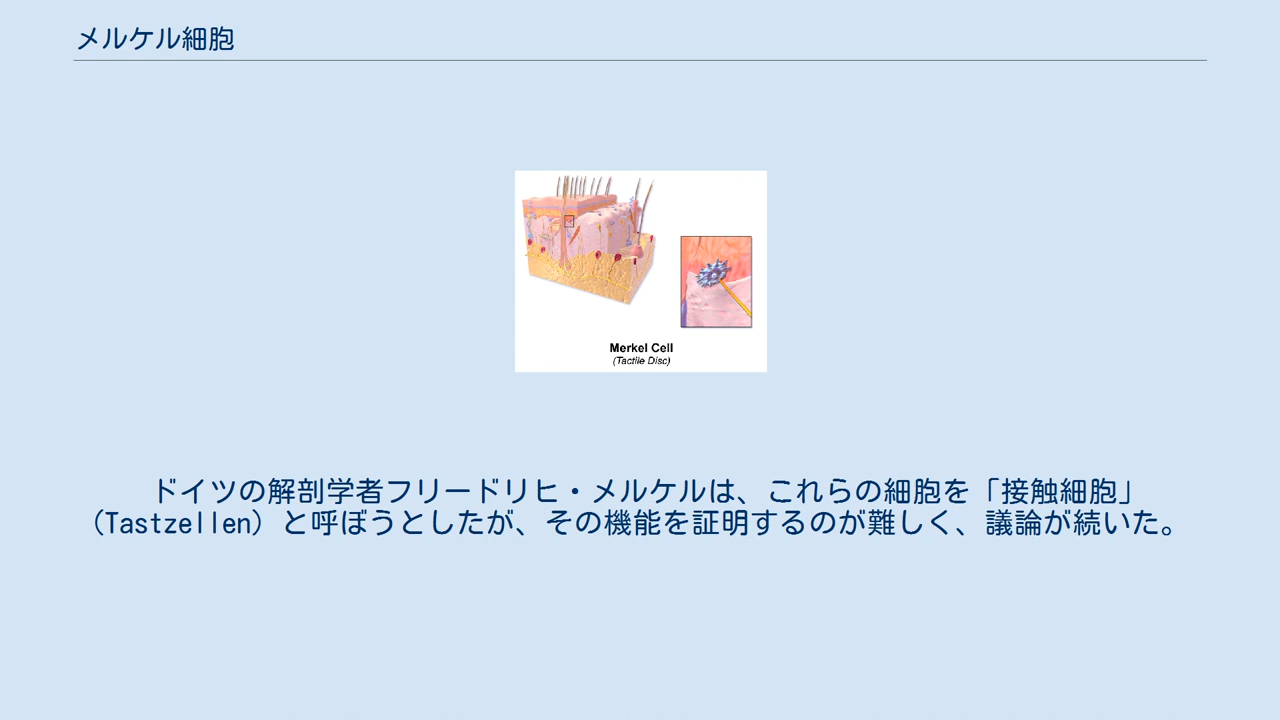 メルケル細胞
Merkel Cell
(Tactile Disc)
ドイツの解剖学者フリードリヒ・メルケルは、これらの細胞を「接触細胞」
（Tastzellen）と呼ぼうとしたが、その機能を証明するのが難しく、議論が続いた。